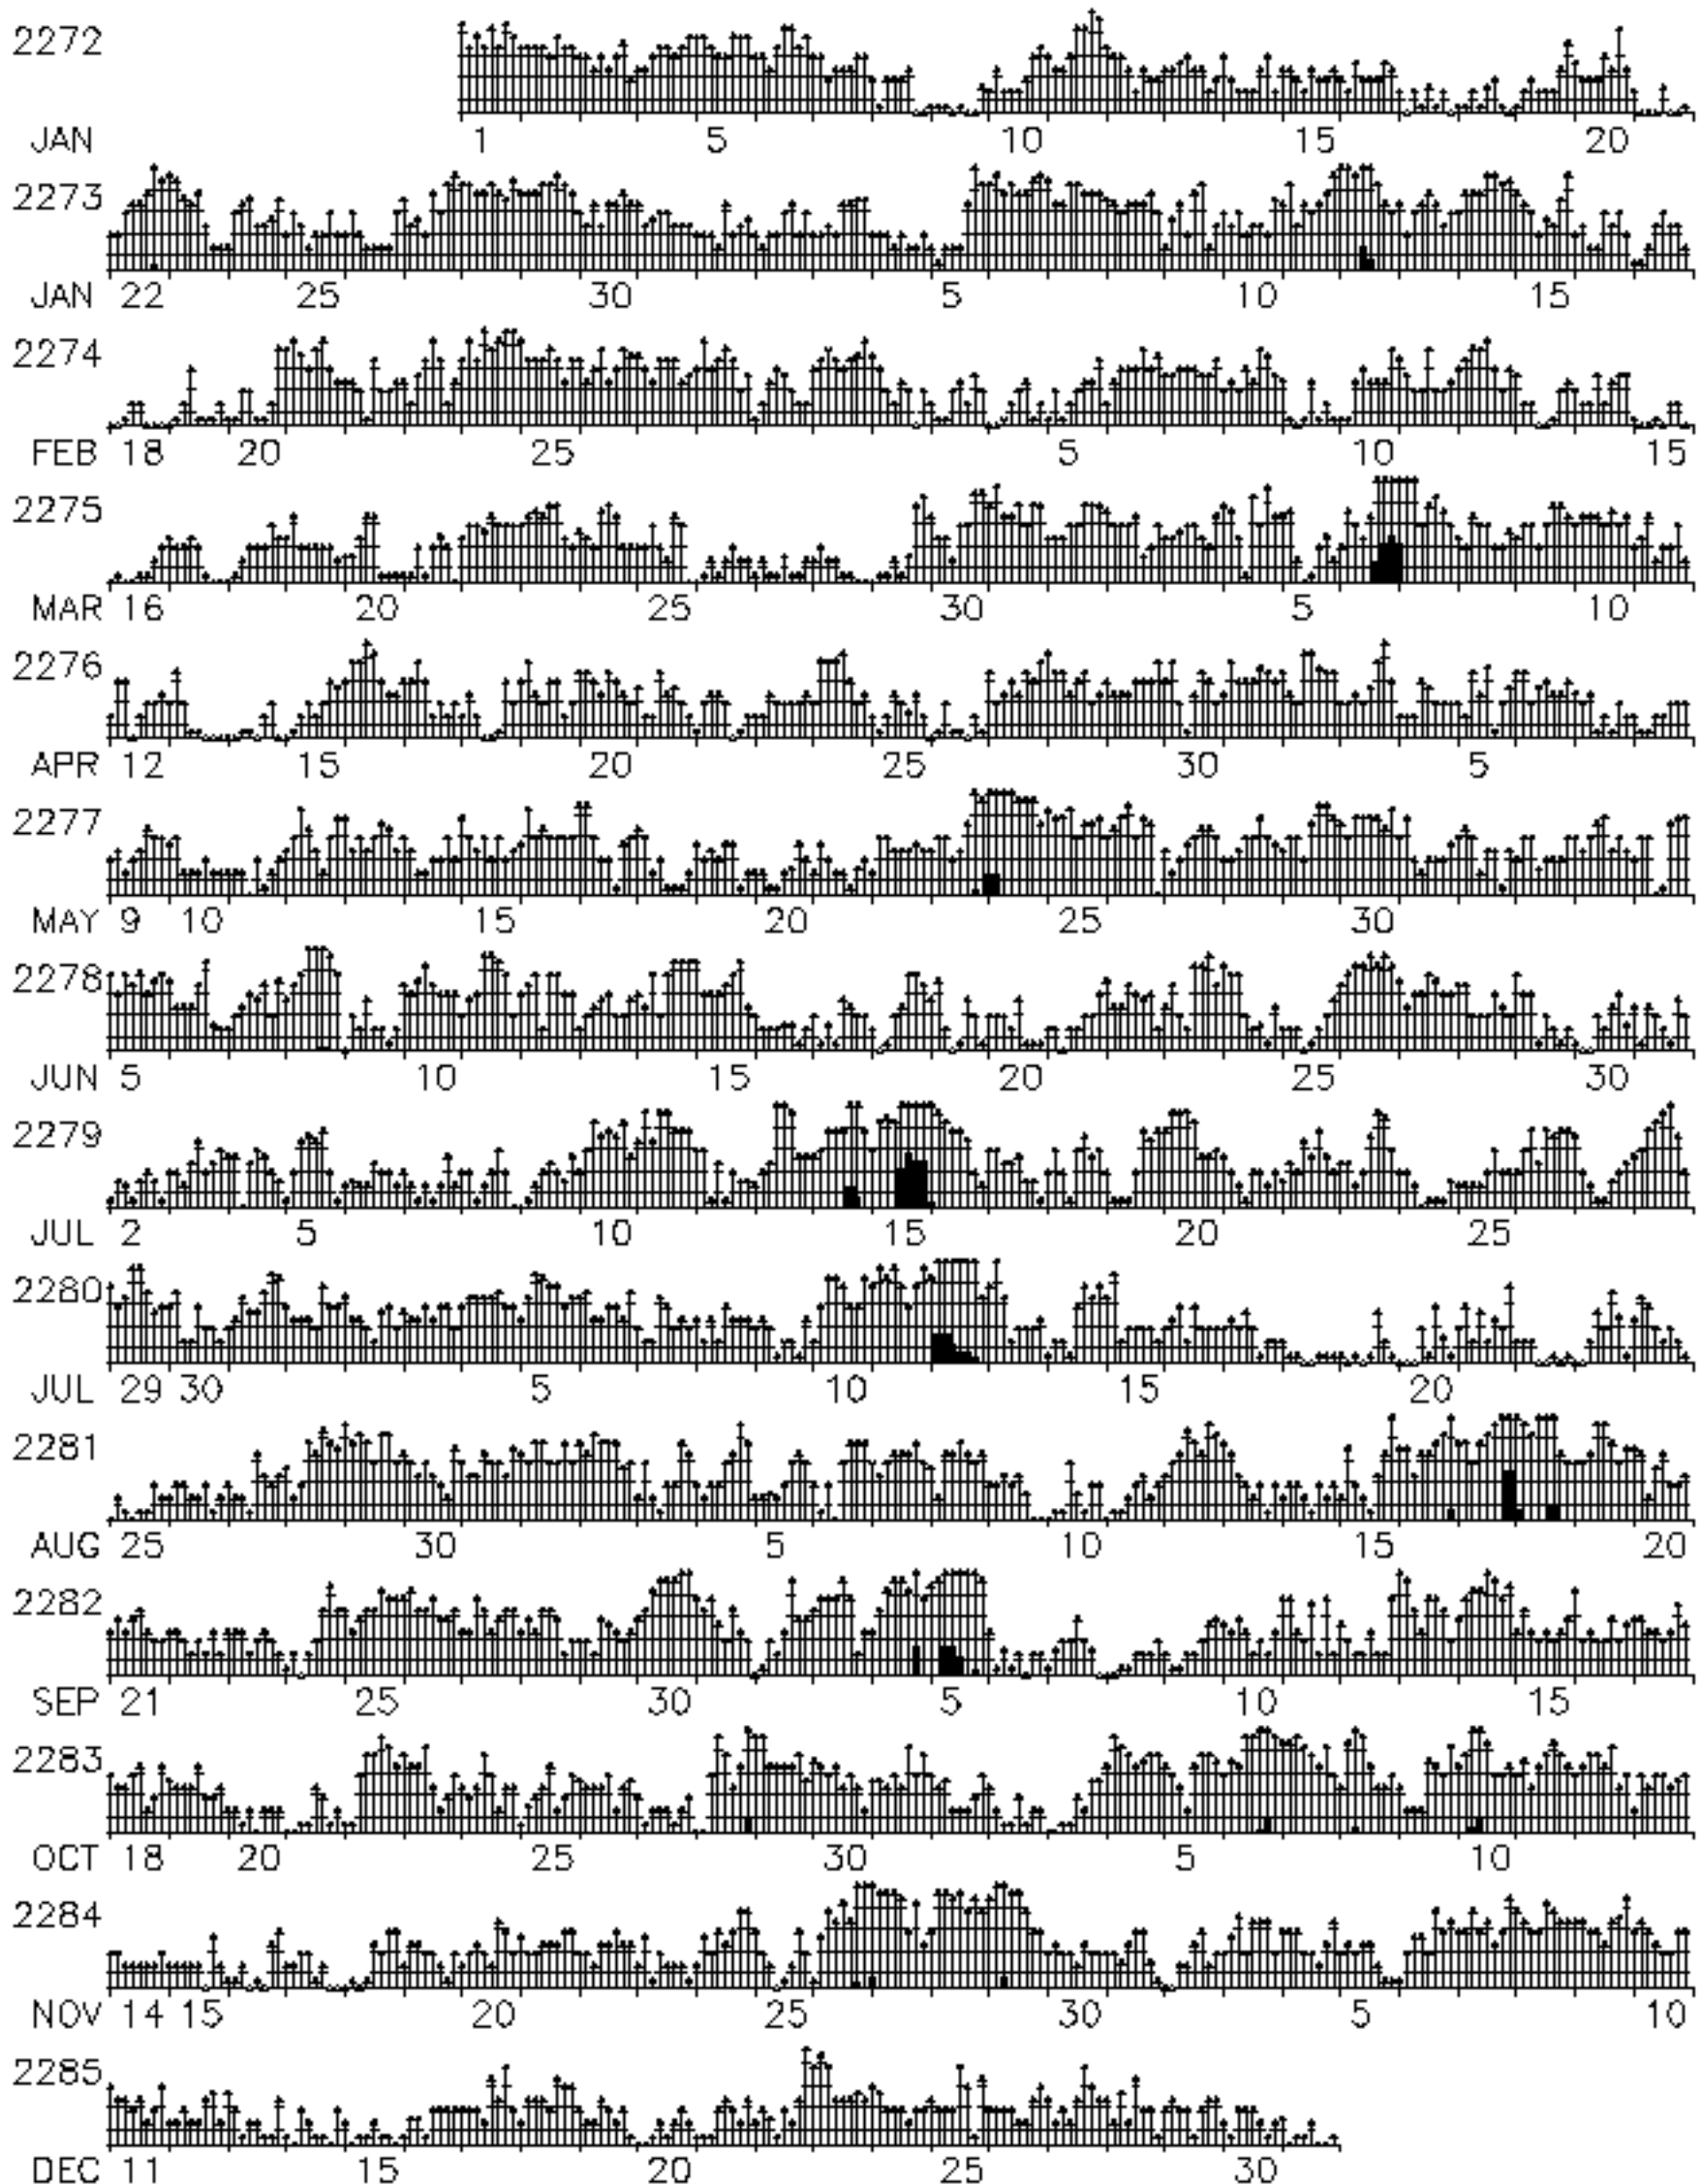 2272
JAN 1 5 10 15 20
2273
JAN 22 25 30 5 10 15
2274
FEB 18 20 25 5 10 15
2275
MAR 16 20 25 30 5 10
2276
APR 12 15 20 25 30 5
2277
MAY 9 10 15 20 25 30
2278
JUN 5 10 15 20 25 30
2279
JUL 2 5 10 15 20 25
2280
JUL 29 30 5 10 15 20
2281
AUG 25 30 5 10 15 20
2282
SEP 21 25 30 5 10 15
2283
OCT 18 20 25 30 5 10
2284
NOV 14 15 20 25 30 5 10
2285
DEC 11 15 20 25 30